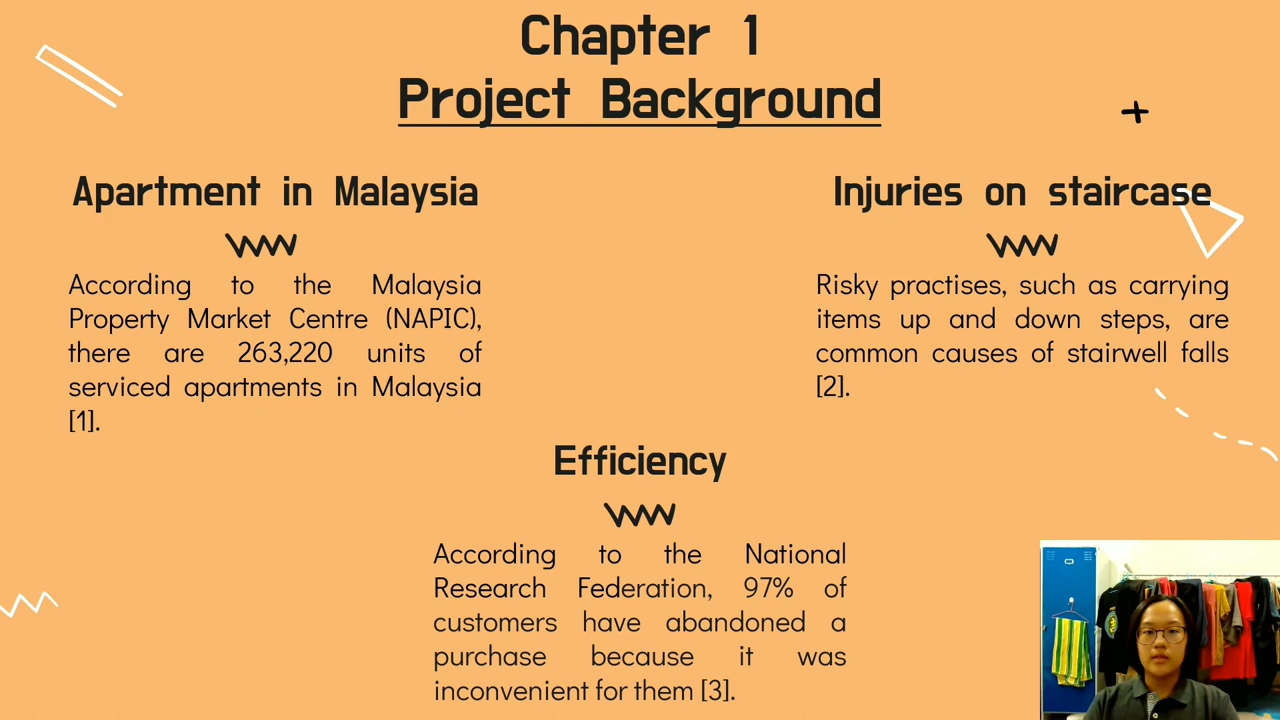 Chapter 1
Project Background
Apartment in Malaysia
According to the Malaysia
Property Market Centre (NAPIC),
there are 263,220 units of
serviced apartments in Malaysia
[1].
Injuries on staircase
Risky practises, such as carrying
items up and down steps, are
common causes of stairwell falls
[2].
Efficiency
According to the National
Research Federation, 97% of
customers have abandoned a
purchase because it was
inconvenient for them [3].